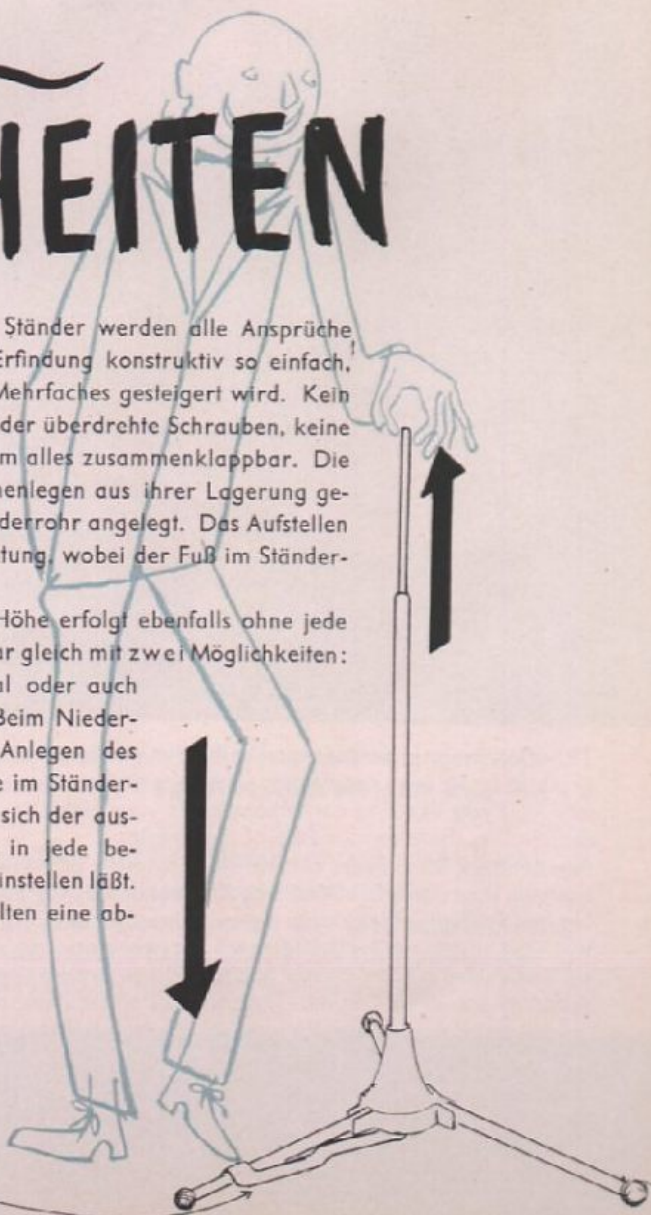 HEITEN
Ständer werden alle Ansprüche
Erfindung konstruktiv so einfach,
Mehrfaches gesteigert wird. Kein
der überdrehte Schrauben, keine
m alles zusammenklappbar. Die
enlegen aus ihrer Lagerung ge-
derrohr angelegt. Das Aufstellen
tung, wobei der Fuß im Ständer-
Höhe erfolgt ebenfalls ohne jede
ar gleich mit zwei Möglichkeiten:
al oder auch
Beim Nieder-
Anlegen des
e im Ständer-
sich der aus-
in jede be-
instellen läßt.
lten eine ab-